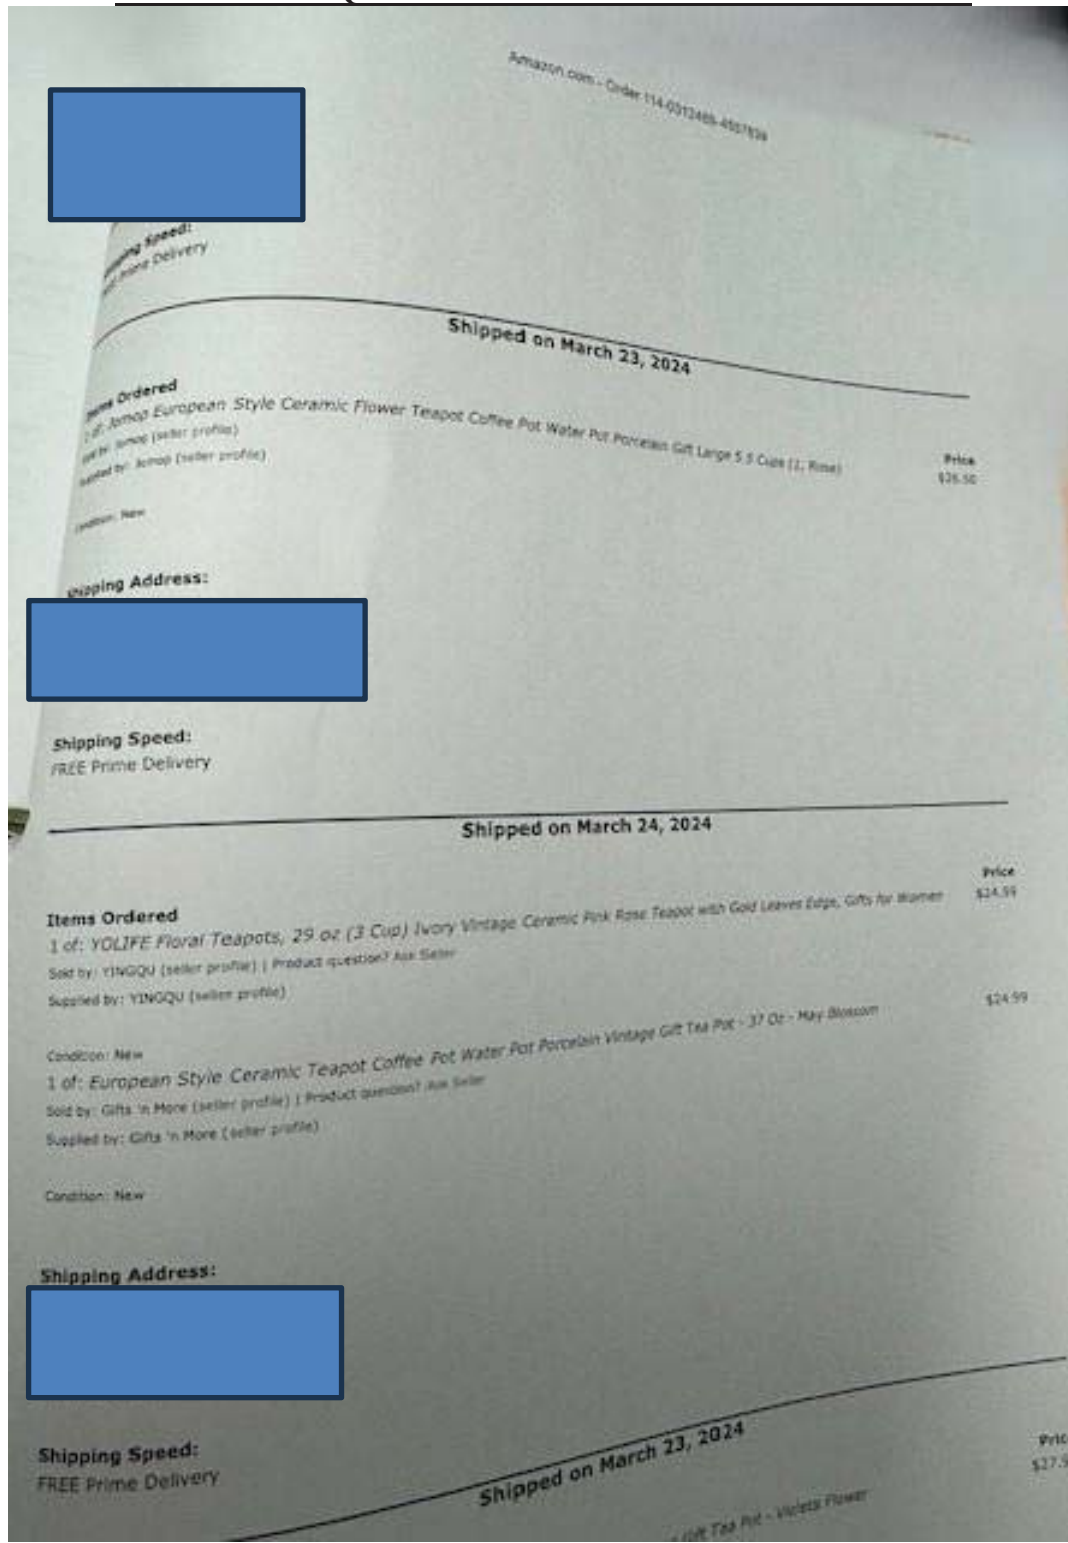 Amazon.com - Order
Shipping Speed:
Prime Delivery
Shipped on March 23, 2024
Items Ordered
1 of: Jomop European Style Ceramic Flower Teapot Coffee Pot Water Pot Porcelain Gift Large 5.5 Cups (1, Rose)
Price
$26.50
Sold by: Jomop (seller profile)
Supplied by: Jomop (seller profile)
Condition: New
Shipping Address:
Shipping Speed:
FREE Prime Delivery
Shipped on March 24, 2024
Price
Items Ordered
1 of: YOLIFE Floral Teapots, 29 oz (3 Cup) Ivory Vintage Ceramic Pink Rose Teapot with Gold Leaves Edge, Gifts for Women $24.99
Sold by: YINGQU (seller profile) | Product question? Ask Seller
Supplied by: YINGQU (seller profile)
Condition: New
1 of: European Style Ceramic Teapot Coffee Pot Water Pot Porcelain Vintage Gift Tea Pot - 37 Oz - May Blossom $24.99
Sold by: Gifts 'n More (seller profile) | Product question? Ask Seller
Supplied by: Gifts 'n More (seller profile)
Condition: New
Shipping Address:
Shipping Speed:
FREE Prime Delivery
Shipped on March 23, 2024
Gift Tea Pot - Violets Flower